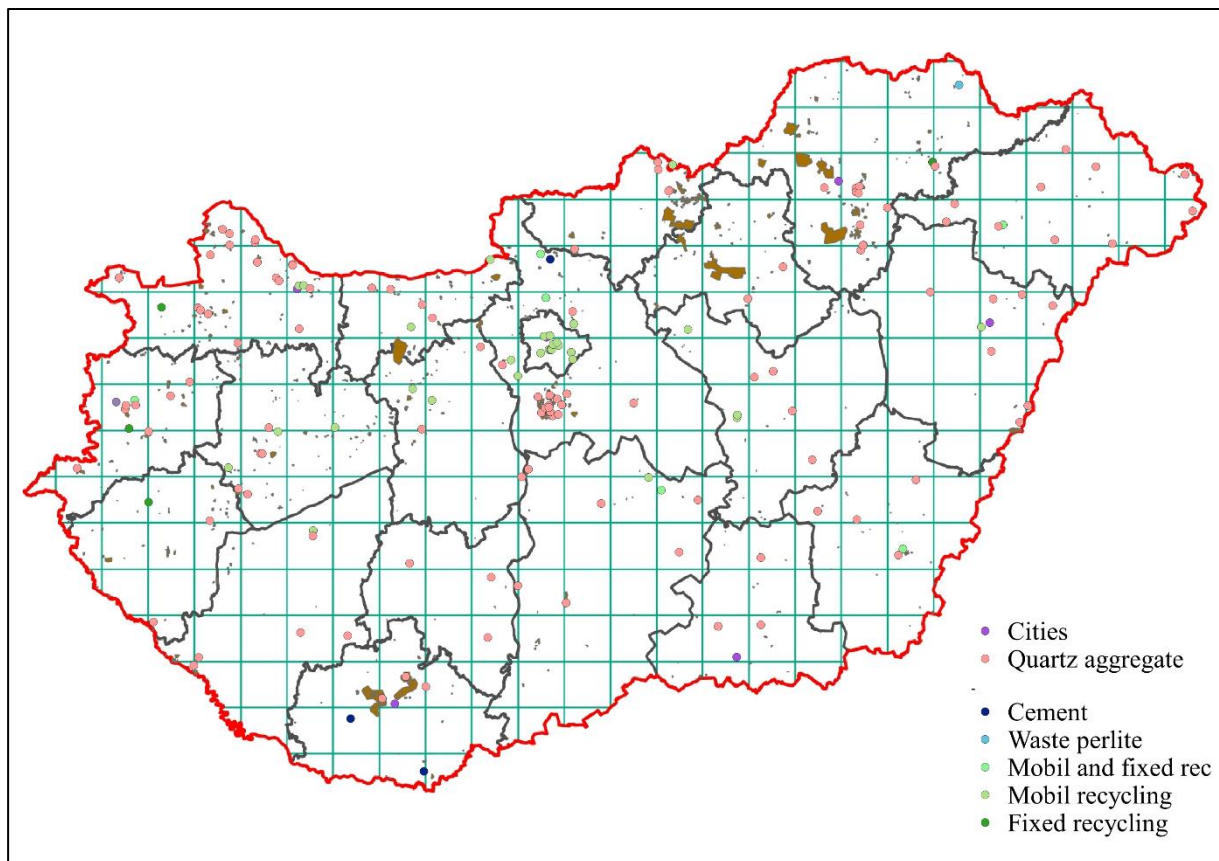 Cities
Quartz aggregate
Cement
Waste perlite
Mobil and fixed rec
Mobil recycling
Fixed recycling